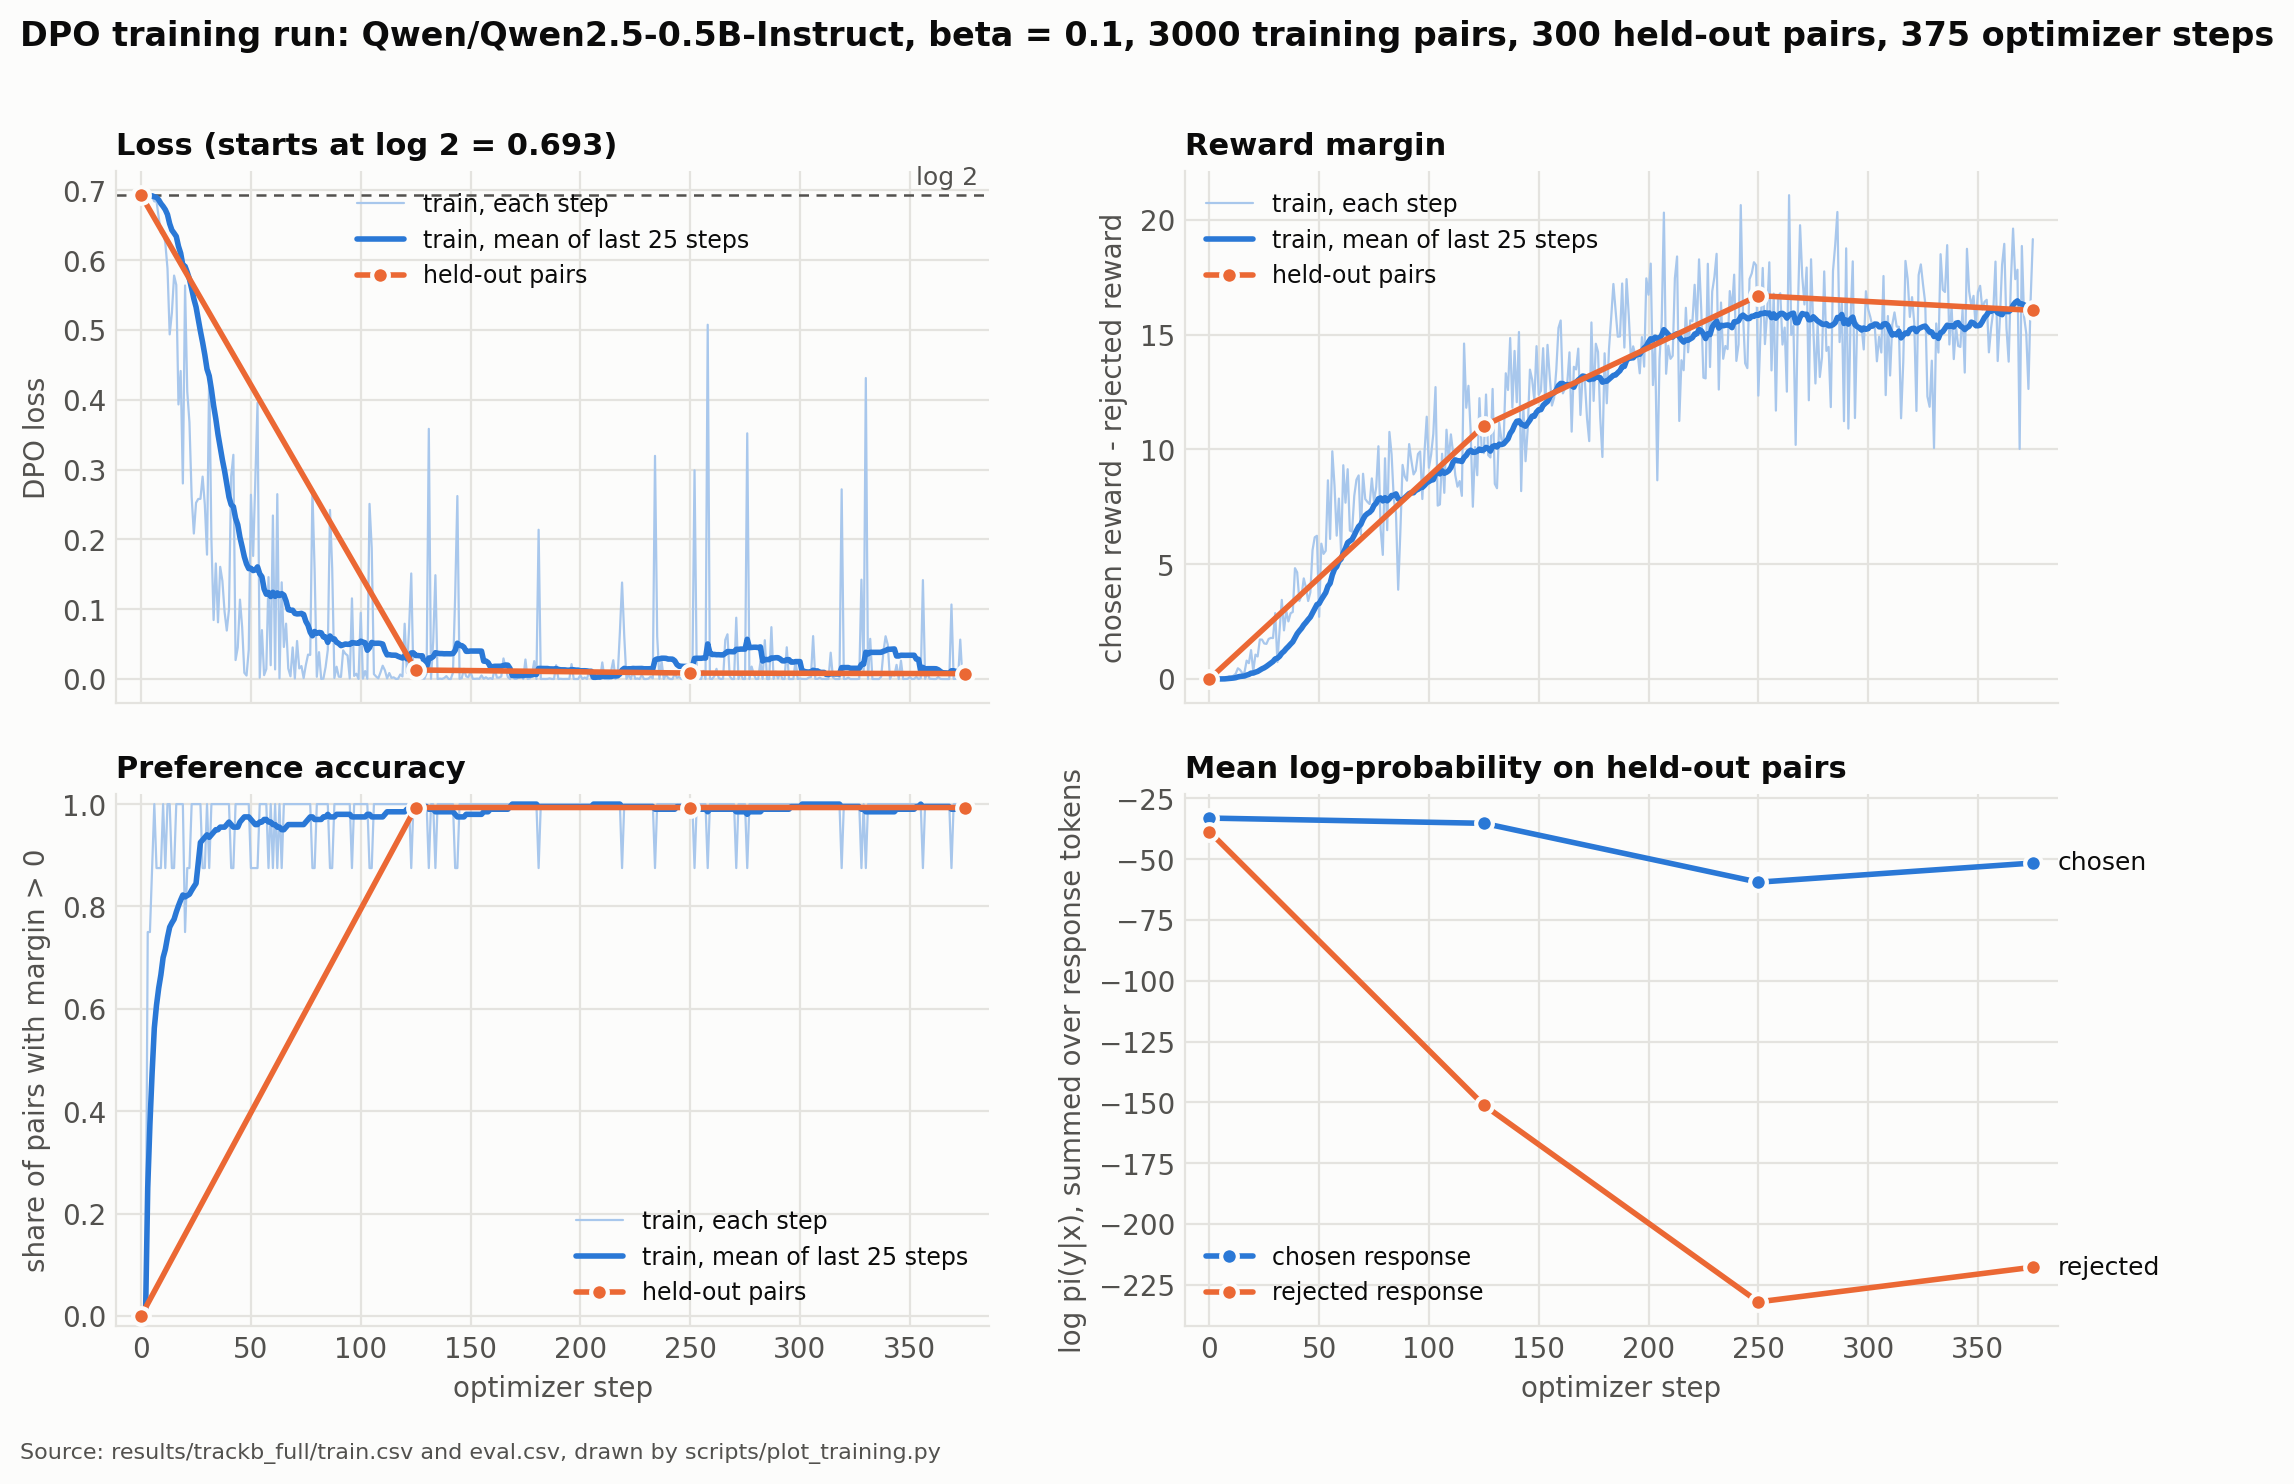 DPO training run: Qwen/Qwen2.5-0.5B-Instruct, beta = 0.1, 3000 training pairs, 300 held-out pairs, 375 optimizer steps
Loss (starts at log 2 = 0.693)
log 2
train, each step
train, mean of last 25 steps
held-out pairs
DPO loss
0.7
0.6
0.5
0.4
0.3
0.2
0.1
0.0
Reward margin
train, each step
train, mean of last 25 steps
held-out pairs
chosen reward - rejected reward
20
15
10
5
0
Preference accuracy
share of pairs with margin > 0
1.0
0.8
0.6
0.4
0.2
0.0
train, each step
train, mean of last 25 steps
held-out pairs
0 50 100 150 200 250 300 350
optimizer step
Mean log-probability on held-out pairs
log pi(y|x), summed over response tokens
−25
−50
−75
−100
−125
−150
−175
−200
−225
chosen
rejected
chosen response
rejected response
0 50 100 150 200 250 300 350
optimizer step
Source: results/trackb_full/train.csv and eval.csv, drawn by scripts/plot_training.py